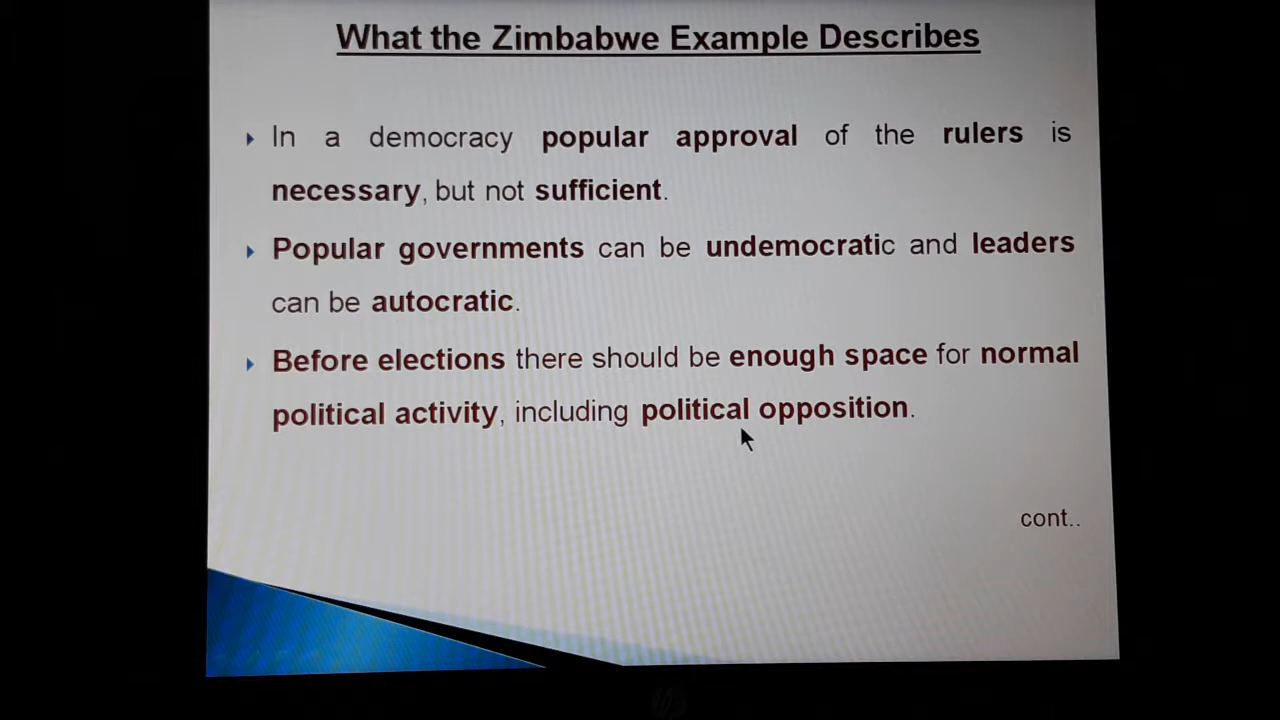 What the Zimbabwe Example Describes
In a democracy popular approval of the rulers is
necessary, but not sufficient.
Popular governments can be undemocratic and leaders
can be autocratic.
Before elections there should be enough space for normal
political activity, including political opposition.
cont..
hp